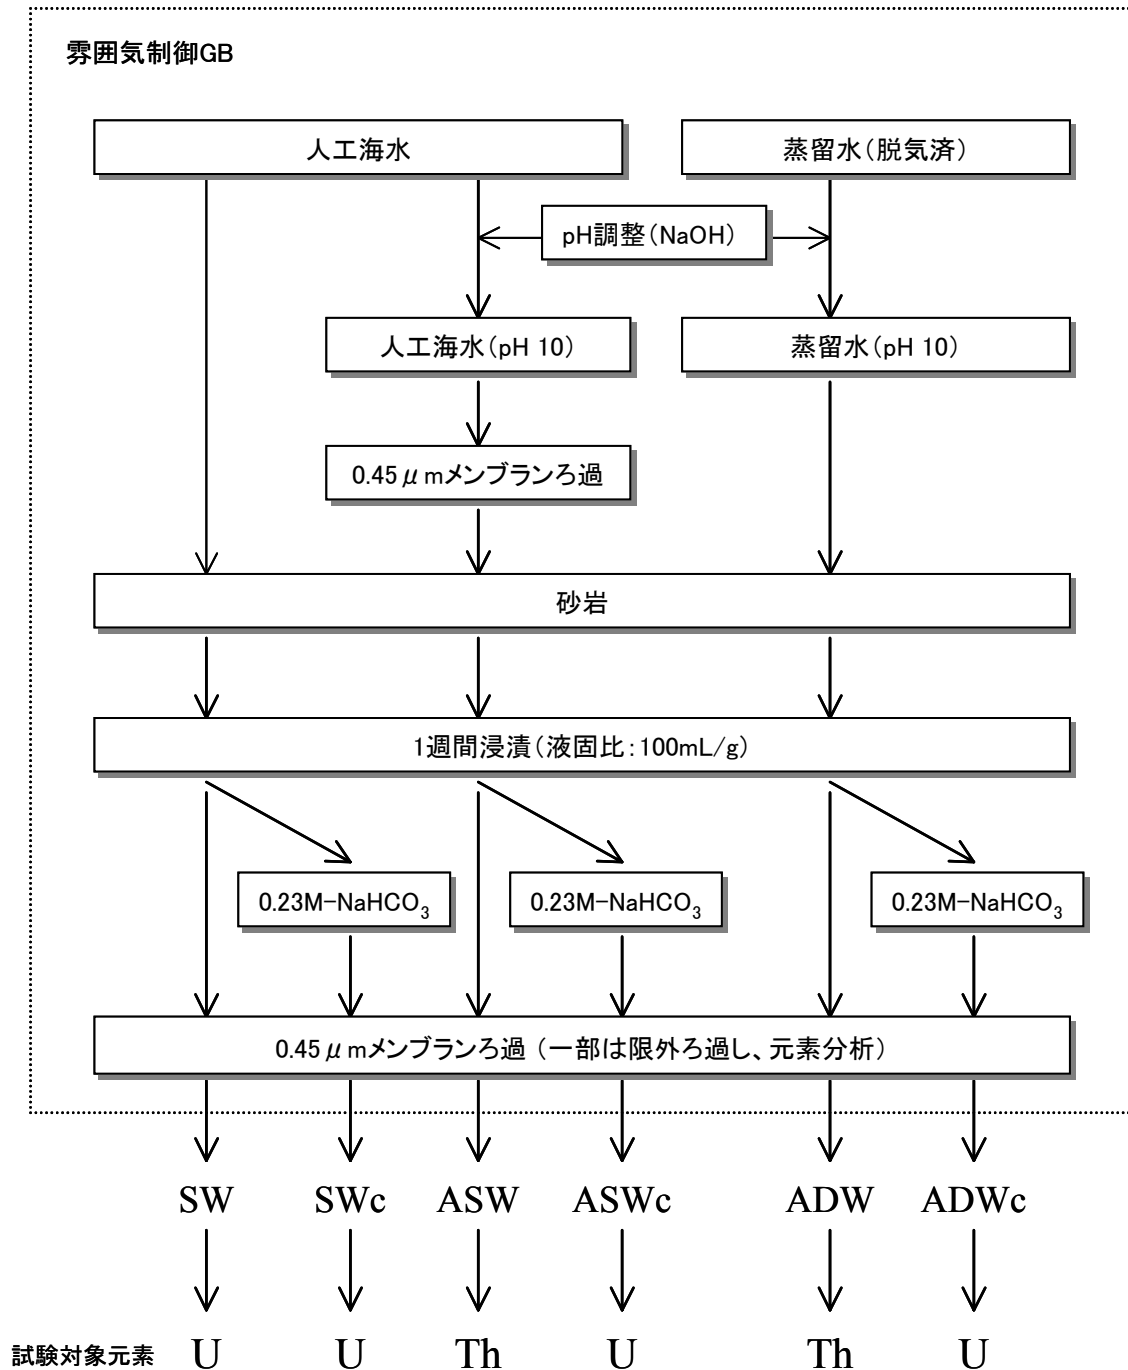 雰囲気制御GB
人工海水
蒸留水(脱気済)
pH調整(NaOH)
人工海水(pH 10)
蒸留水(pH 10)
0.45μmメンブランろ過
砂岩
1週間浸漬(液固比:100mL/g)
0.23M-NaHCO₃
0.23M-NaHCO₃
0.23M-NaHCO₃
0.45μmメンブランろ過 (一部は限外ろ過し、元素分析)
SW SWc ASW ASWc ADW ADWc
試験対象元素 U U Th U Th U